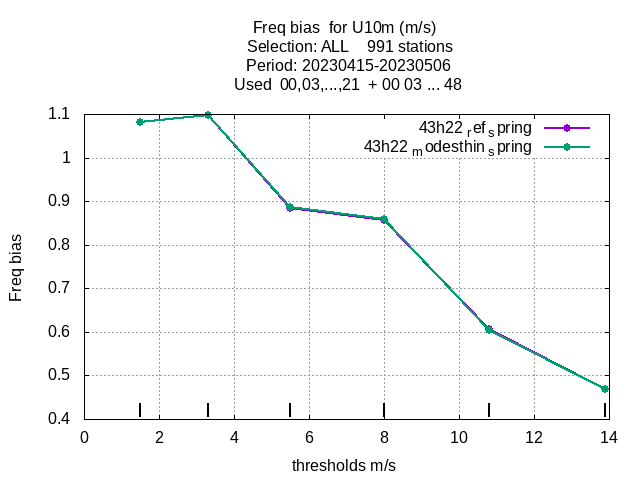 Freq bias  for U10m (m/s)
Selection: ALL    991 stations
Period: 20230415-20230506
Used  00,03,...,21  + 00 03 ... 48
43h22 ref spring
43h22 modesthin spring
1.1
1
0.9
0.8
0.7
0.6
0.5
0.4
Freq bias
0 2 4 6 8 10 12 14
thresholds m/s